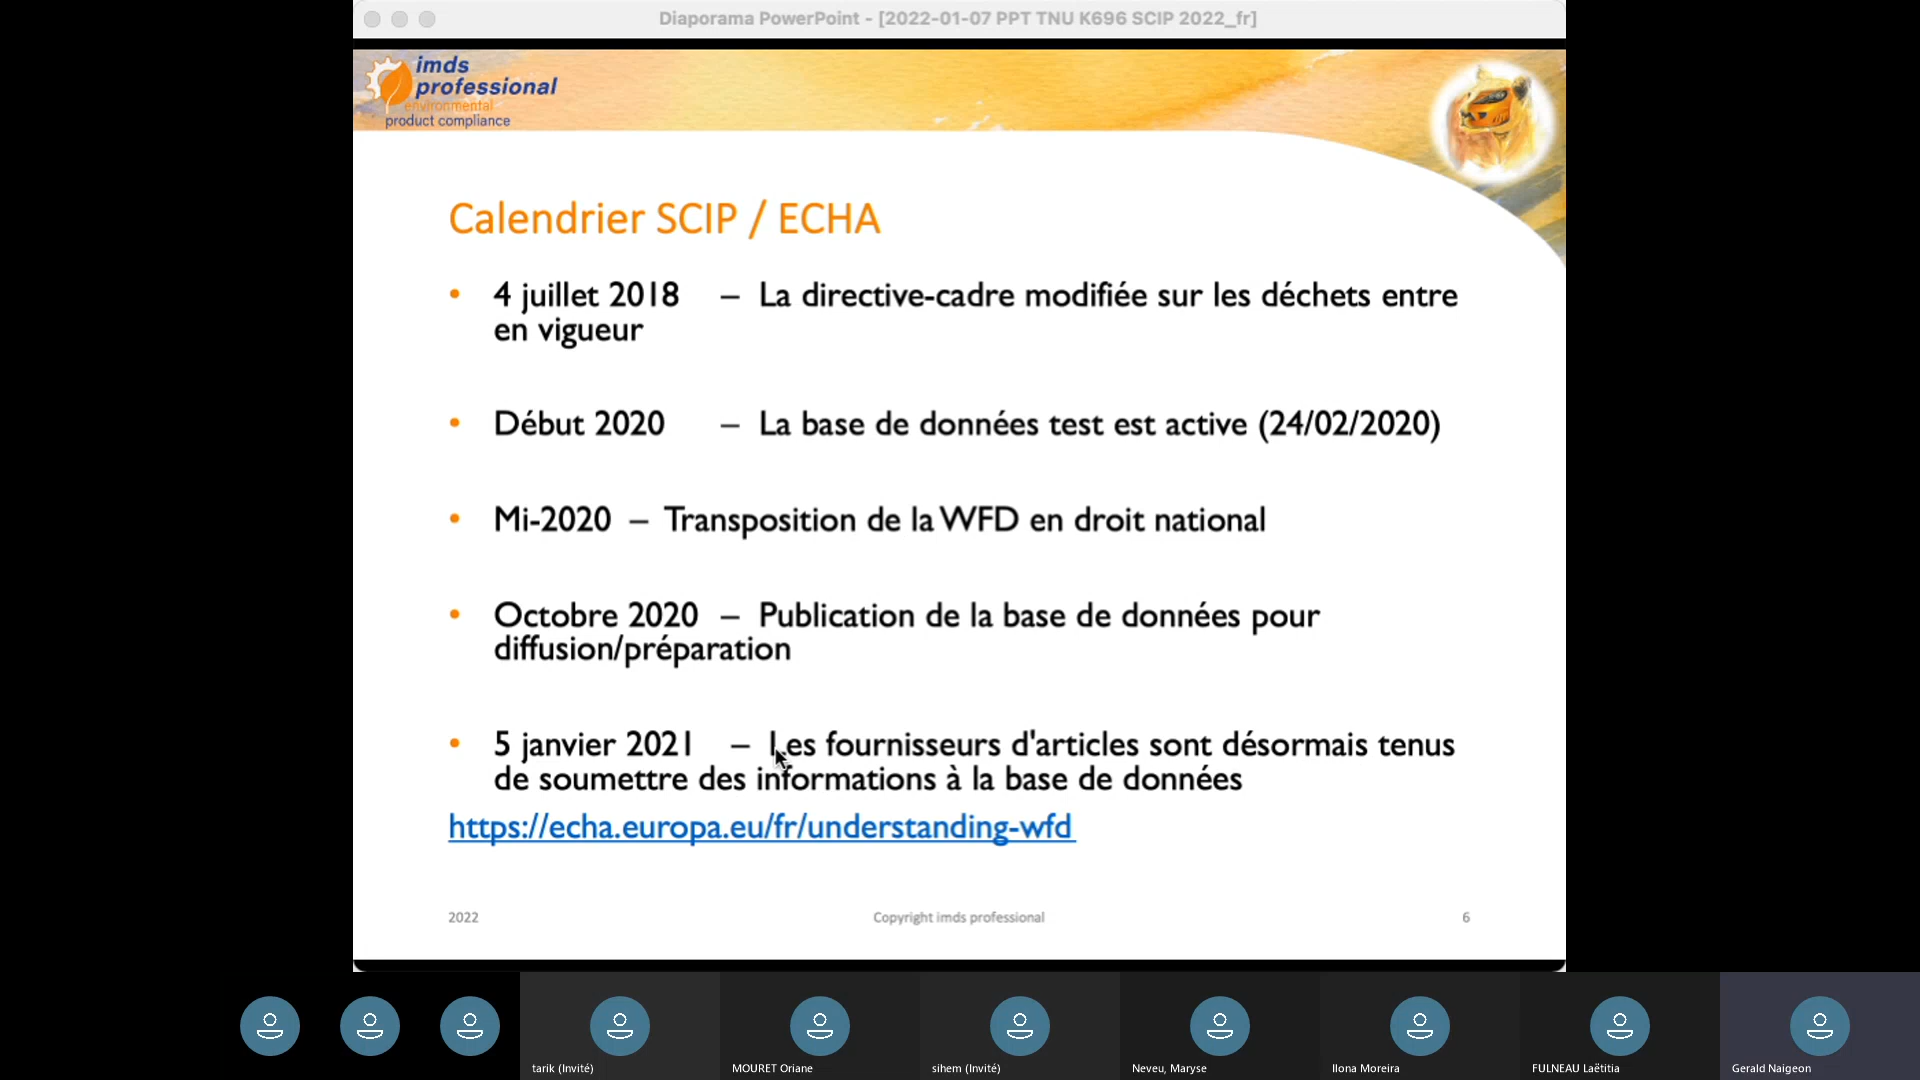 Diaporama PowerPoint - [2022-01-07 PPT TNU K696 SCIP 2022_fr]
imds
professional
environmental
product compliance
Calendrier SCIP / ECHA
• 4 juillet 2018 – La directive-cadre modifiée sur les déchets entre
en vigueur
• Début 2020 – La base de données test est active (24/02/2020)
• Mi-2020 – Transposition de la WFD en droit national
• Octobre 2020 – Publication de la base de données pour
diffusion/préparation
• 5 janvier 2021 – Les fournisseurs d'articles sont désormais tenus
de soumettre des informations à la base de données
https://echa.europa.eu/fr/understanding-wfd
2022 Copyright imds professional 6
tarik (Invité) MOURET Oriane sihem (Invité) Neveu, Maryse Ilona Moreira FULNEAU Laëtitia Gerald Naigeon